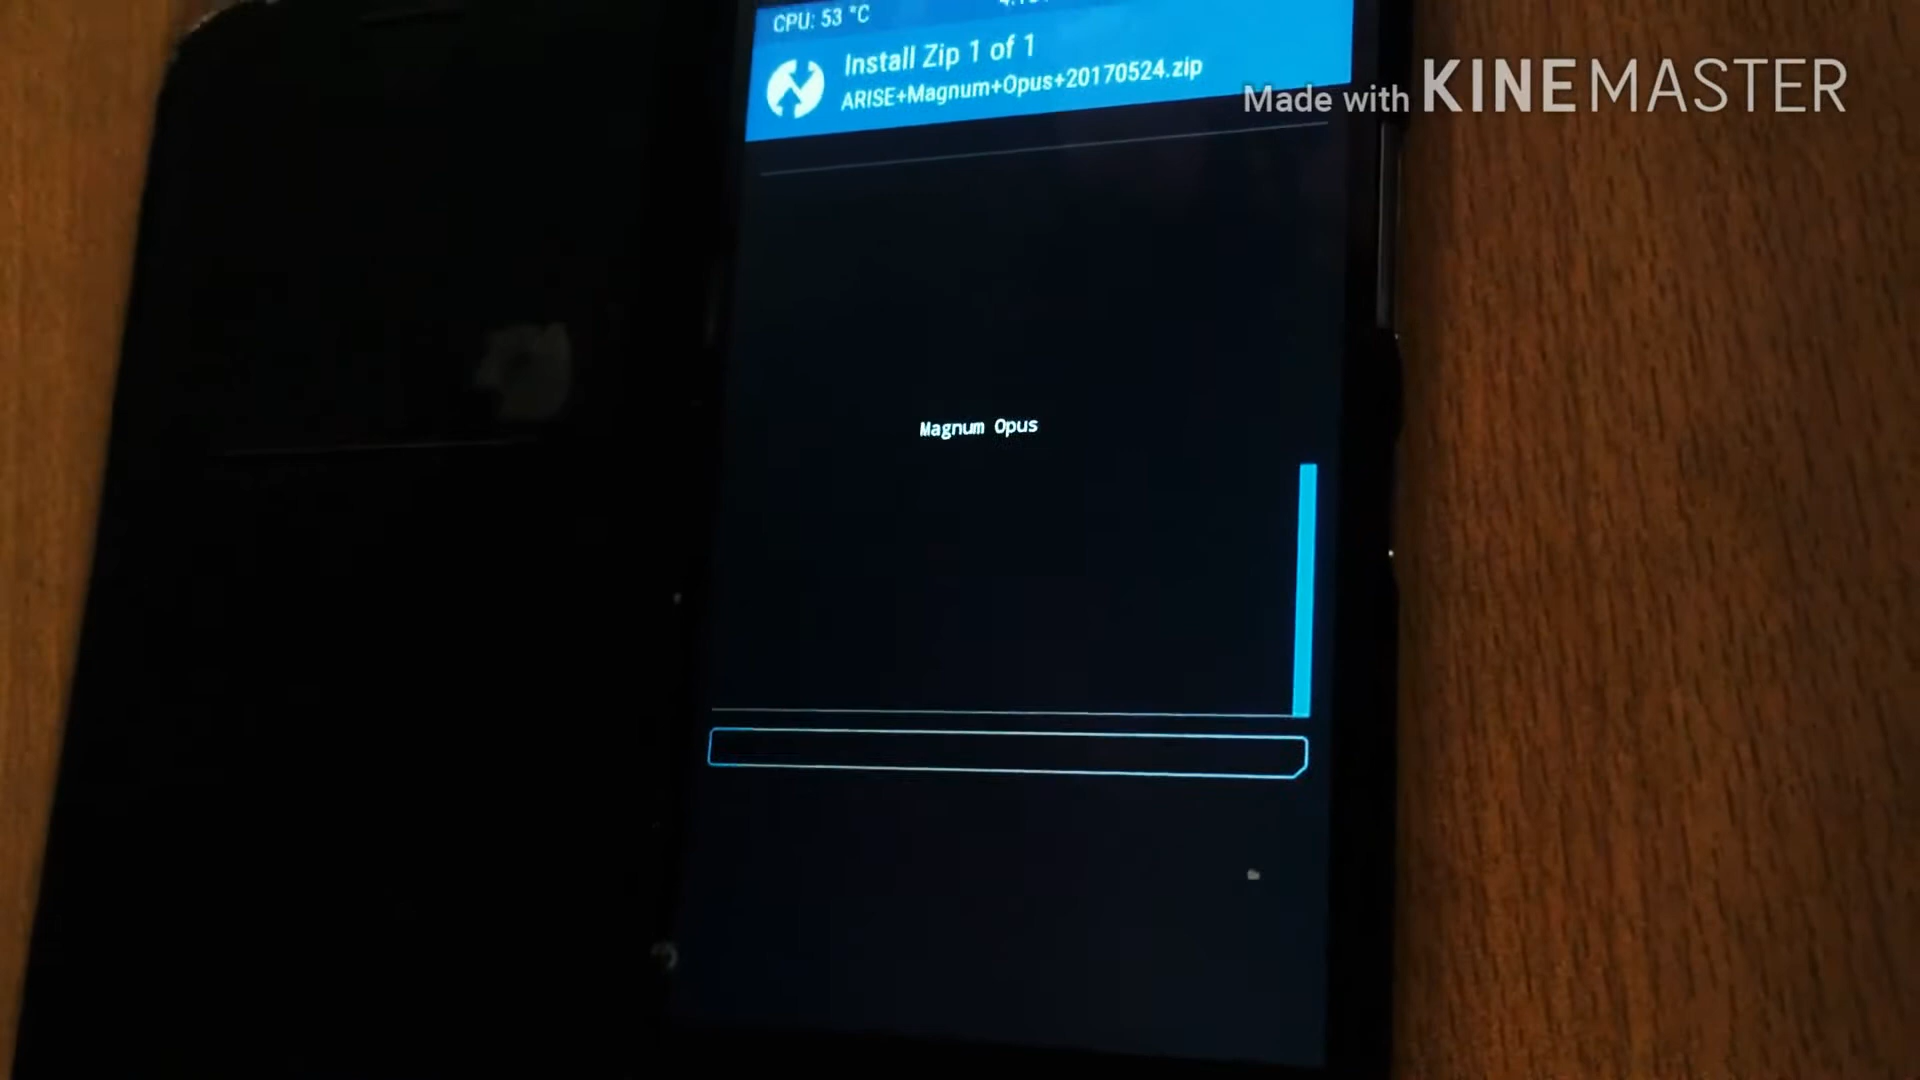 CPU: 53 °C
Install Zip 1 of 1
ARISE+Magnum+Opus+20170524.zip
Made with KINEMASTER
Magnum Opus